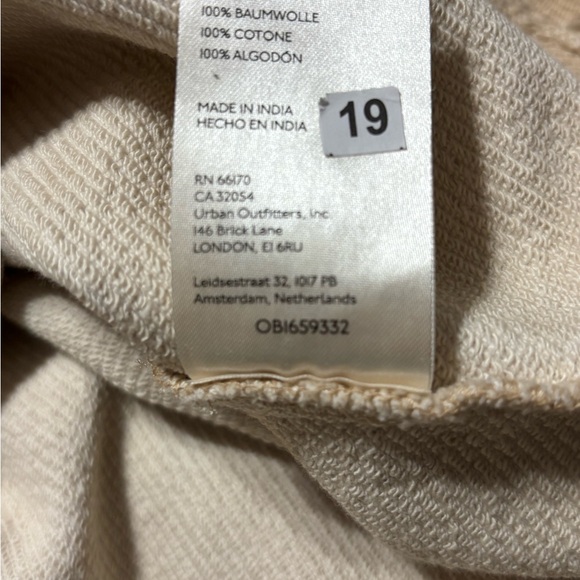 100% BAUMWOLLE
100% COTONE
100% ALGODÓN
MADE IN INDIA
HECHO EN INDIA
19
RN 66170
CA 32054
Urban Outfitters, Inc
146 Brick Lane
LONDON, E1 6RU
Leidsestraat 32, 1017 PB
Amsterdam, Netherlands
OB1659332